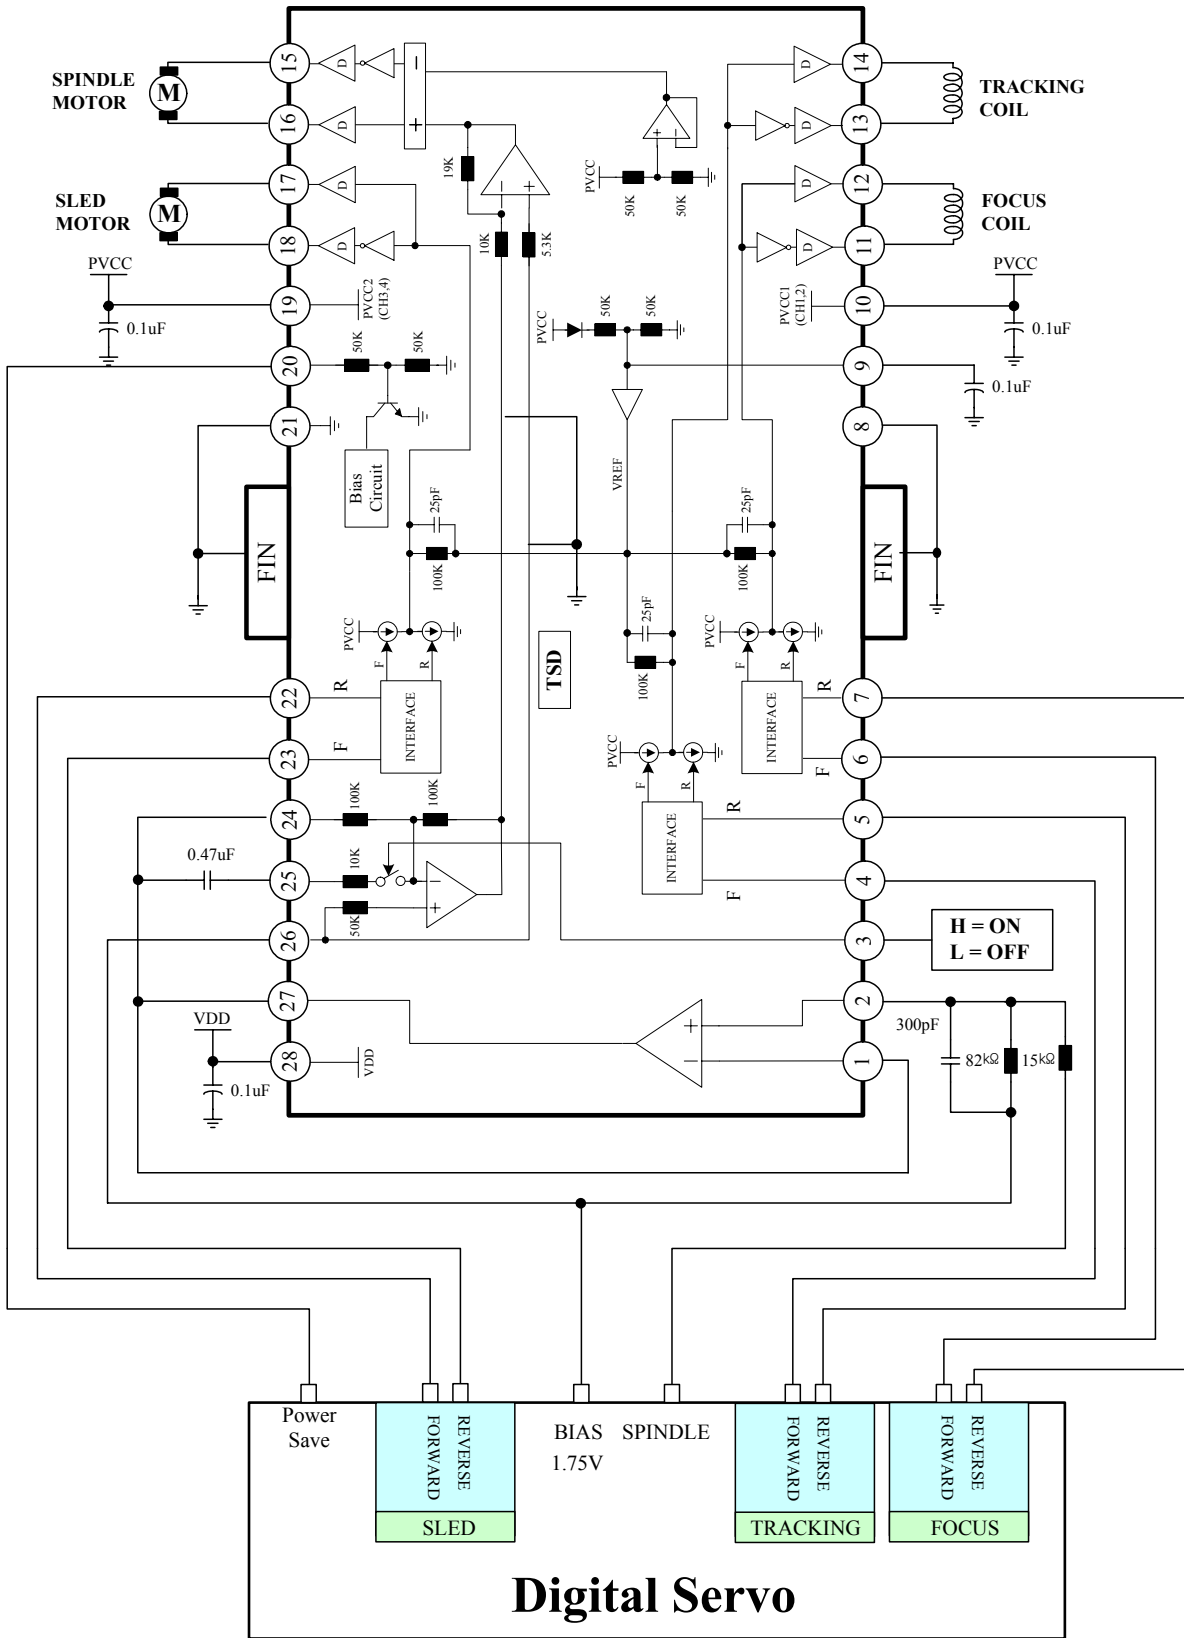 15
14
SPINDLE
MOTOR
M
D
−
D
TRACKING
COIL
16
D
+
19K
+
−
D
13
PVCC
50K
50K
17
D
−
+
D
12
SLED
MOTOR
M
10K
5.3K
FOCUS
COIL
18
D
D
11
PVCC
PVCC
19
PVCC2
(CH3,4)
PVCC1
(CH1,2)
10
0.1uF
PVCC
50K
50K
0.1uF
20
50K
50K
9
0.1uF
21
8
Bias
Circuit
VREF
25pF
25pF
FIN
100K
100K
FIN
PVCC
25pF
PVCC
F
R
TSD
100K
F
R
22
R
INTERFACE
INTERFACE
R
7
23
F
PVCC
F
6
F
R
24
100K
100K
R
5
0.47uF
25
10K
−
INTERFACE
F
4
50K
+
26
3
H = ON
L = OFF
27
2
VDD
+
300pF
28
VDD
−
1
82kΩ
15kΩ
0.1uF
Power
Save
FORWARD
REVERSE
SLED
BIAS
1.75V
SPINDLE
FORWARD
REVERSE
TRACKING
FORWARD
REVERSE
FOCUS
Digital Servo